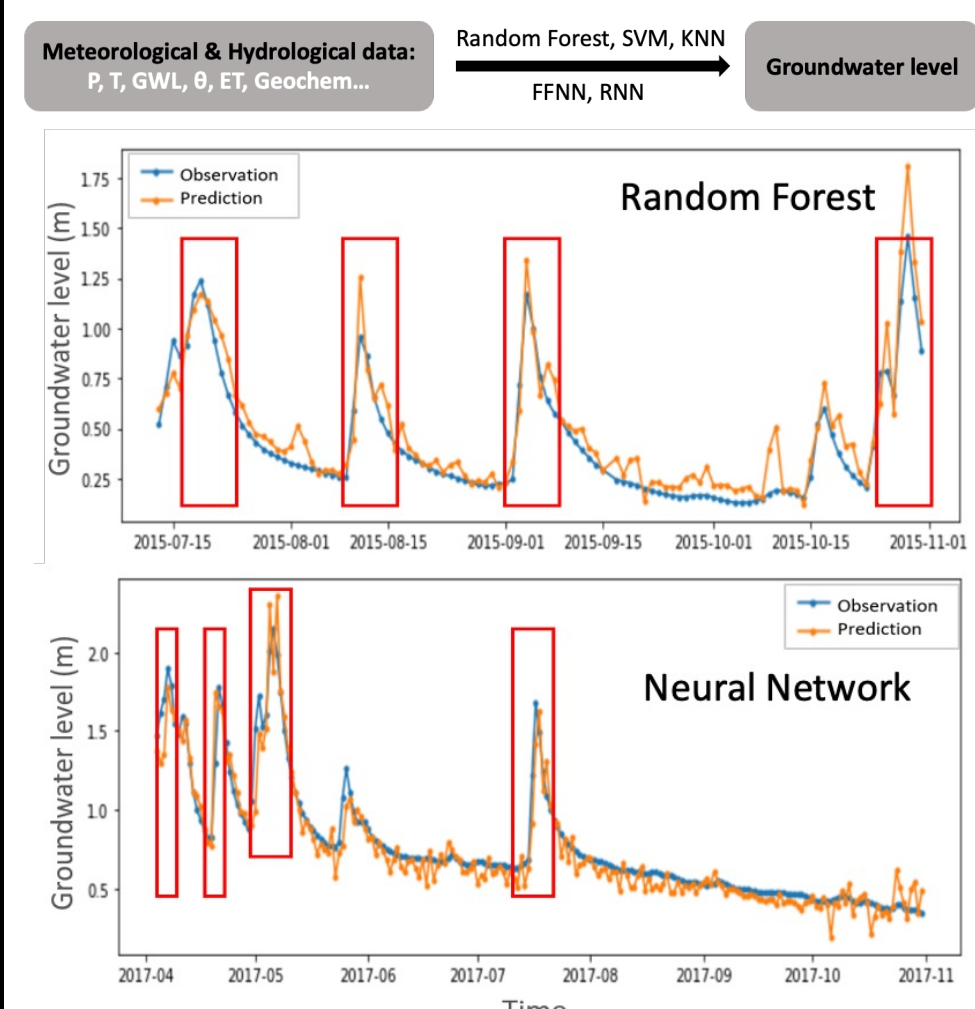 Meteorological & Hydrological data:
P, T, GWL, θ, ET, Geochem...
Random Forest, SVM, KNN
FFNN, RNN
Groundwater level
Observation
Prediction
Random Forest
Groundwater level (m)
1.75
1.50
1.25
1.00
0.75
0.50
0.25
2015-07-15 2015-08-01 2015-08-15 2015-09-01 2015-09-15 2015-10-01 2015-10-15 2015-11-01
Observation
Prediction
Neural Network
Groundwater level (m)
2.0
1.5
1.0
0.5
2017-04 2017-05 2017-06 2017-07 2017-08 2017-09 2017-10 2017-11
Time